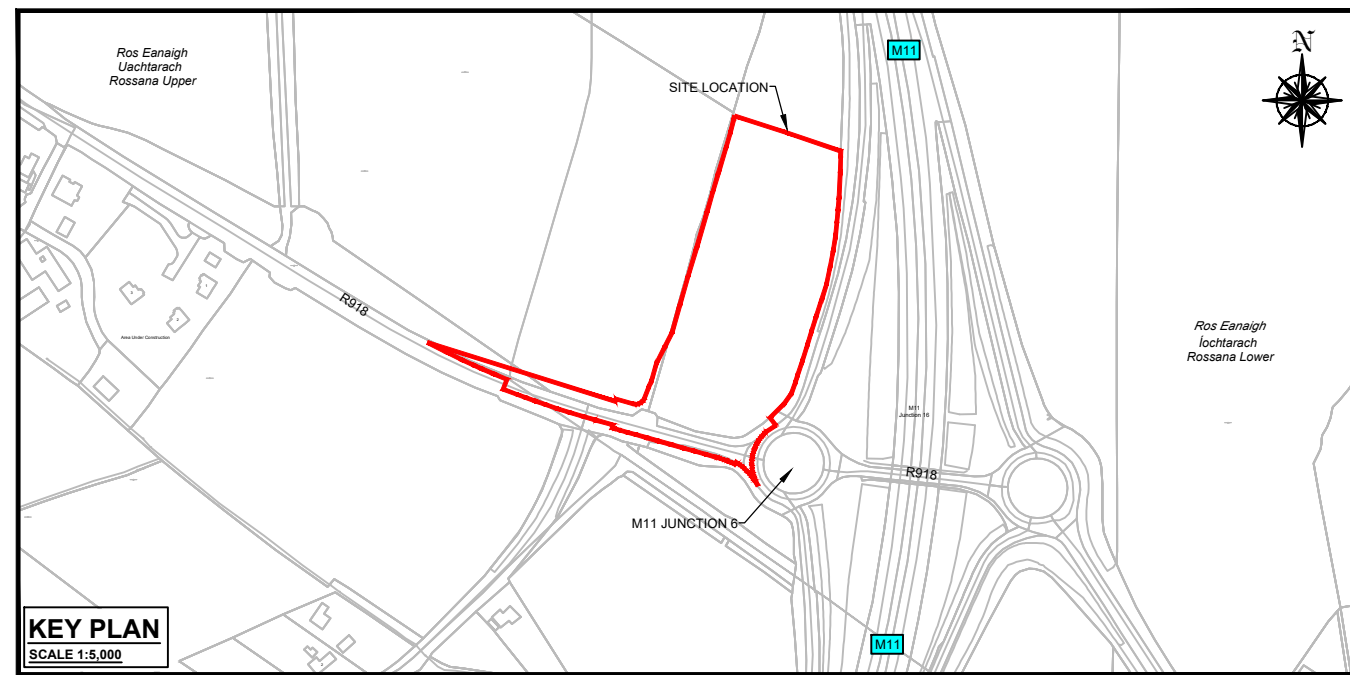 M11
N
Ros Eanaigh
Uachtarach
Rossana Upper
SITE LOCATION
R918
Area Under Construction
Ros Eanaigh
Íochtarach
Rossana Lower
M11
Junction 16
R918
M11 JUNCTION 6
M11
KEY PLAN
SCALE 1:5,000